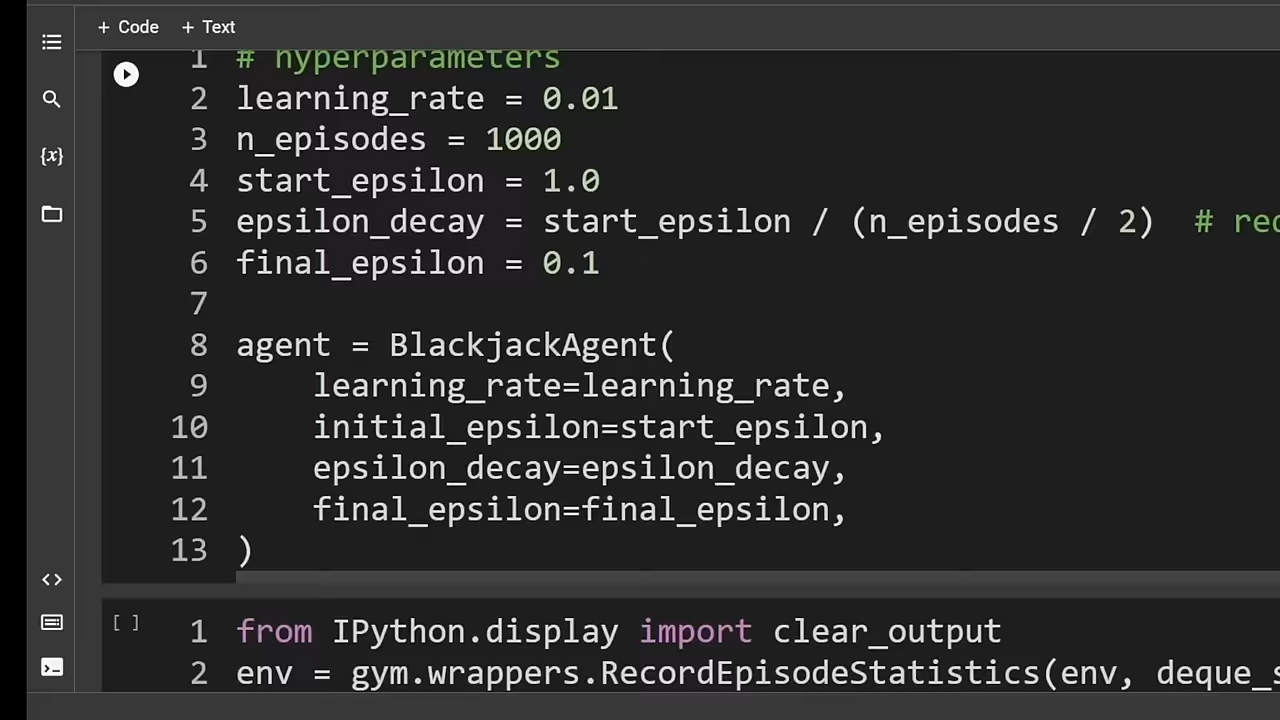 + Code + Text
1 # hyperparameters
2 learning_rate = 0.01
3 n_episodes = 1000
4 start_epsilon = 1.0
5 epsilon_decay = start_epsilon / (n_episodes / 2) #
6 final_epsilon = 0.1
7
8 agent = BlackjackAgent(
9 learning_rate=learning_rate,
10 initial_epsilon=start_epsilon,
11 epsilon_decay=epsilon_decay,
12 final_epsilon=final_epsilon,
13 )
[ ] 1 from IPython.display import clear_output
2 env = gym.wrappers.RecordEpisodeStatistics(env,